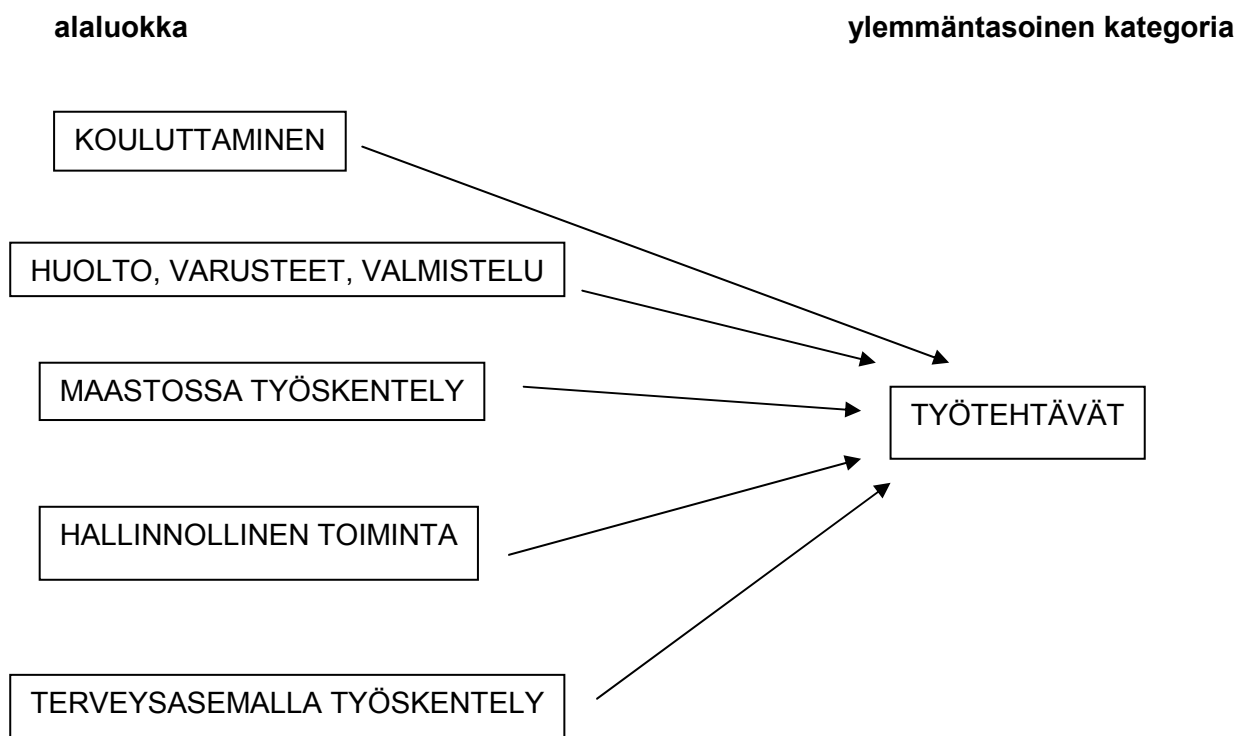 alaluokka
ylemmäntasoinen kategoria
KOULUTTAMINEN
HUOLTO, VARUSTEET, VALMISTELU
MAASTOSSA TYÖSKENTELY
TYÖTEHTÄVÄT
HALLINNOLLINEN TOIMINTA
TERVEYSASEMALLA TYÖSKENTELY